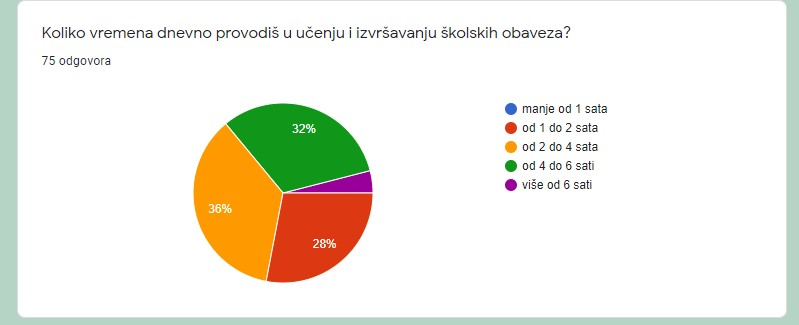 Koliko vremena dnevno provodiš u učenju i izvršavanju školskih obaveza?
75 odgovora
32%
36%
28%
manje od 1 sata
od 1 do 2 sata
od 2 do 4 sata
od 4 do 6 sati
više od 6 sati